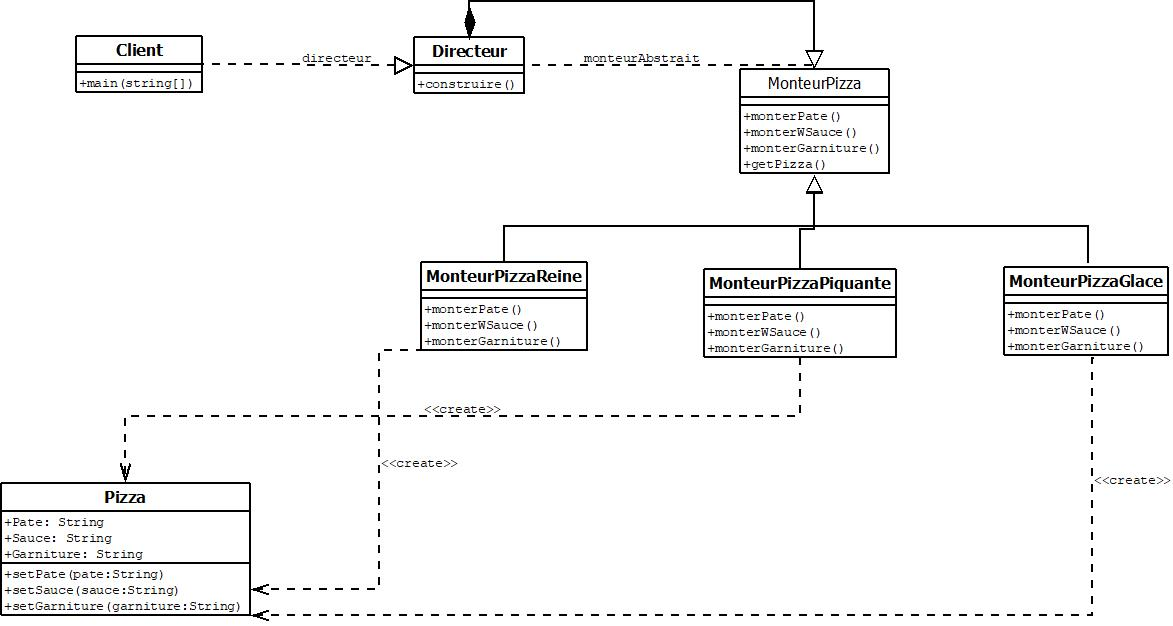 Client
+main(string[])
directeur
Directeur
+construire()
monteurAbstrait
MonteurPizza
+monterPate()
+monterWSauce()
+monterGarniture()
+getPizza()
MonteurPizzaReine
+monterPate()
+monterWSauce()
+monterGarniture()
MonteurPizzaPiquante
+monterPate()
+monterWSauce()
+monterGarniture()
MonteurPizzaGlace
+monterPate()
+monterWSauce()
+monterGarniture()
<<create>>
<<create>>
<<create>>
Pizza
+Pate: String
+Sauce: String
+Garniture: String
+setPate(pate:String)
+setSauce(sauce:String)
+setGarniture(garniture:String)